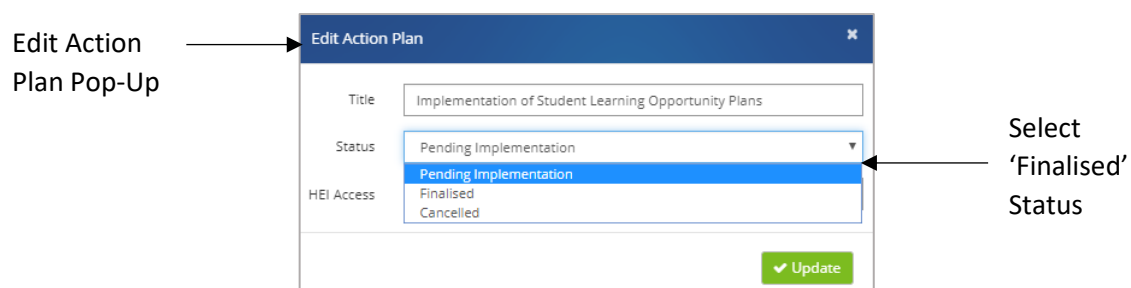 Edit Action
Plan Pop-Up
Edit Action Plan
Title
Implementation of Student Learning Opportunity Plans
Status
Pending Implementation
Pending Implementation
Finalised
Cancelled
HEI Access
Update
Select
‘Finalised’
Status